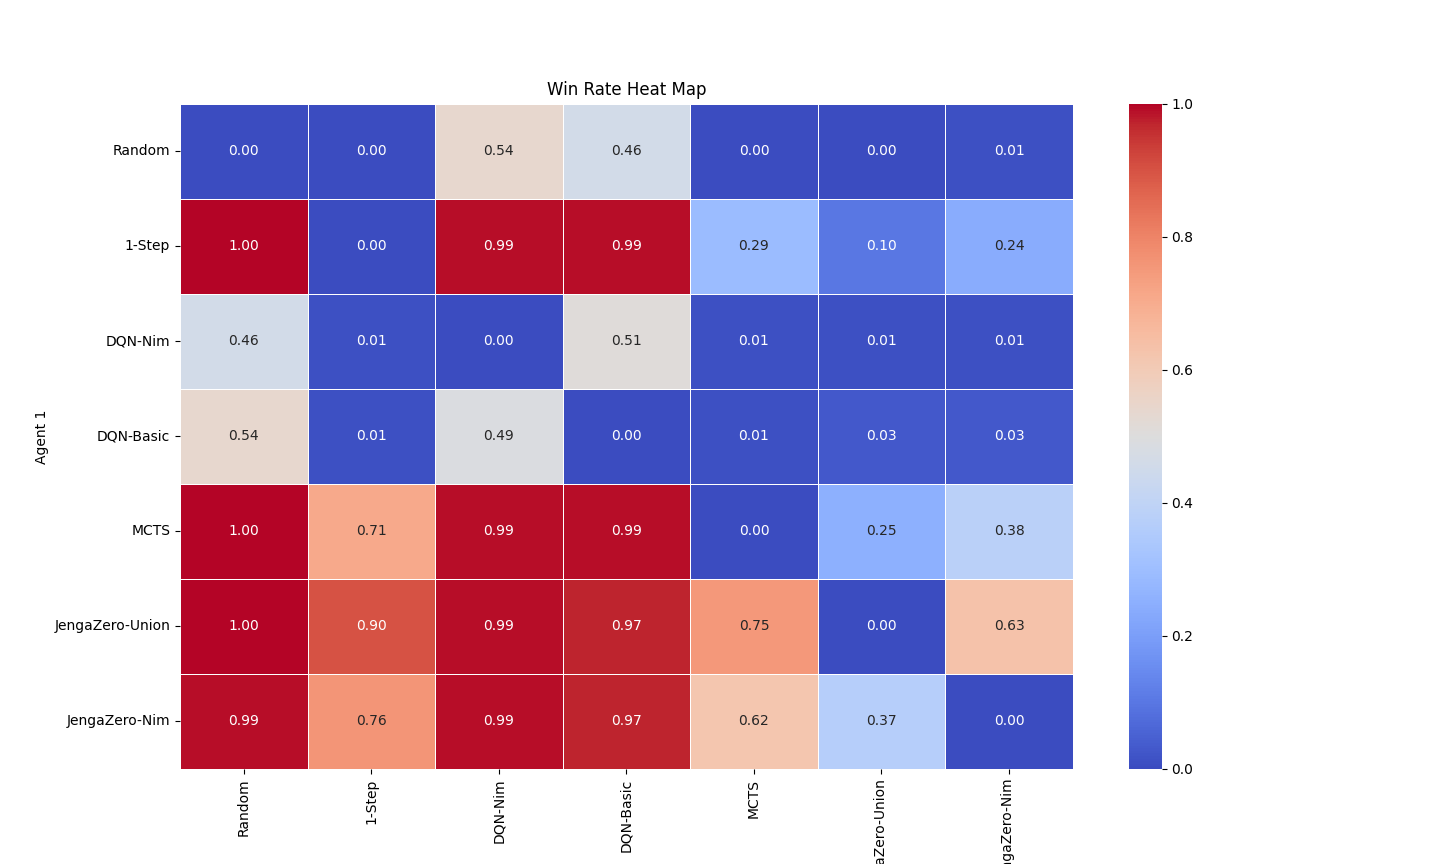 Win Rate Heat Map
Random 0.00 0.00 0.54 0.46 0.00 0.00 0.01
1-Step 1.00 0.00 0.99 0.99 0.29 0.10 0.24
DQN-Nim 0.46 0.01 0.00 0.51 0.01 0.01 0.01
DQN-Basic 0.54 0.01 0.49 0.00 0.01 0.03 0.03
MCTS 1.00 0.71 0.99 0.99 0.00 0.25 0.38
JengaZero-Union 1.00 0.90 0.99 0.97 0.75 0.00 0.63
JengaZero-Nim 0.99 0.76 0.99 0.97 0.62 0.37 0.00
Agent 1
Random
1-Step
DQN-Nim
DQN-Basic
MCTS
aZero-Union
ngaZero-Nim
1.0
0.8
0.6
0.4
0.2
0.0